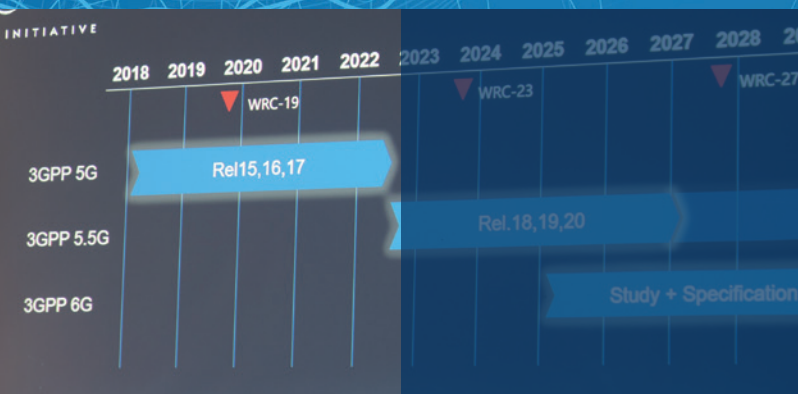 INITIATIVE
2018 2019 2020 2021 2022 2023 2024 2025 2026 2027 2028
WRC-19 WRC-23 WRC-27
3GPP 5G Rel15,16,17
3GPP 5.5G Rel.18,19,20
3GPP 6G Study + Specification